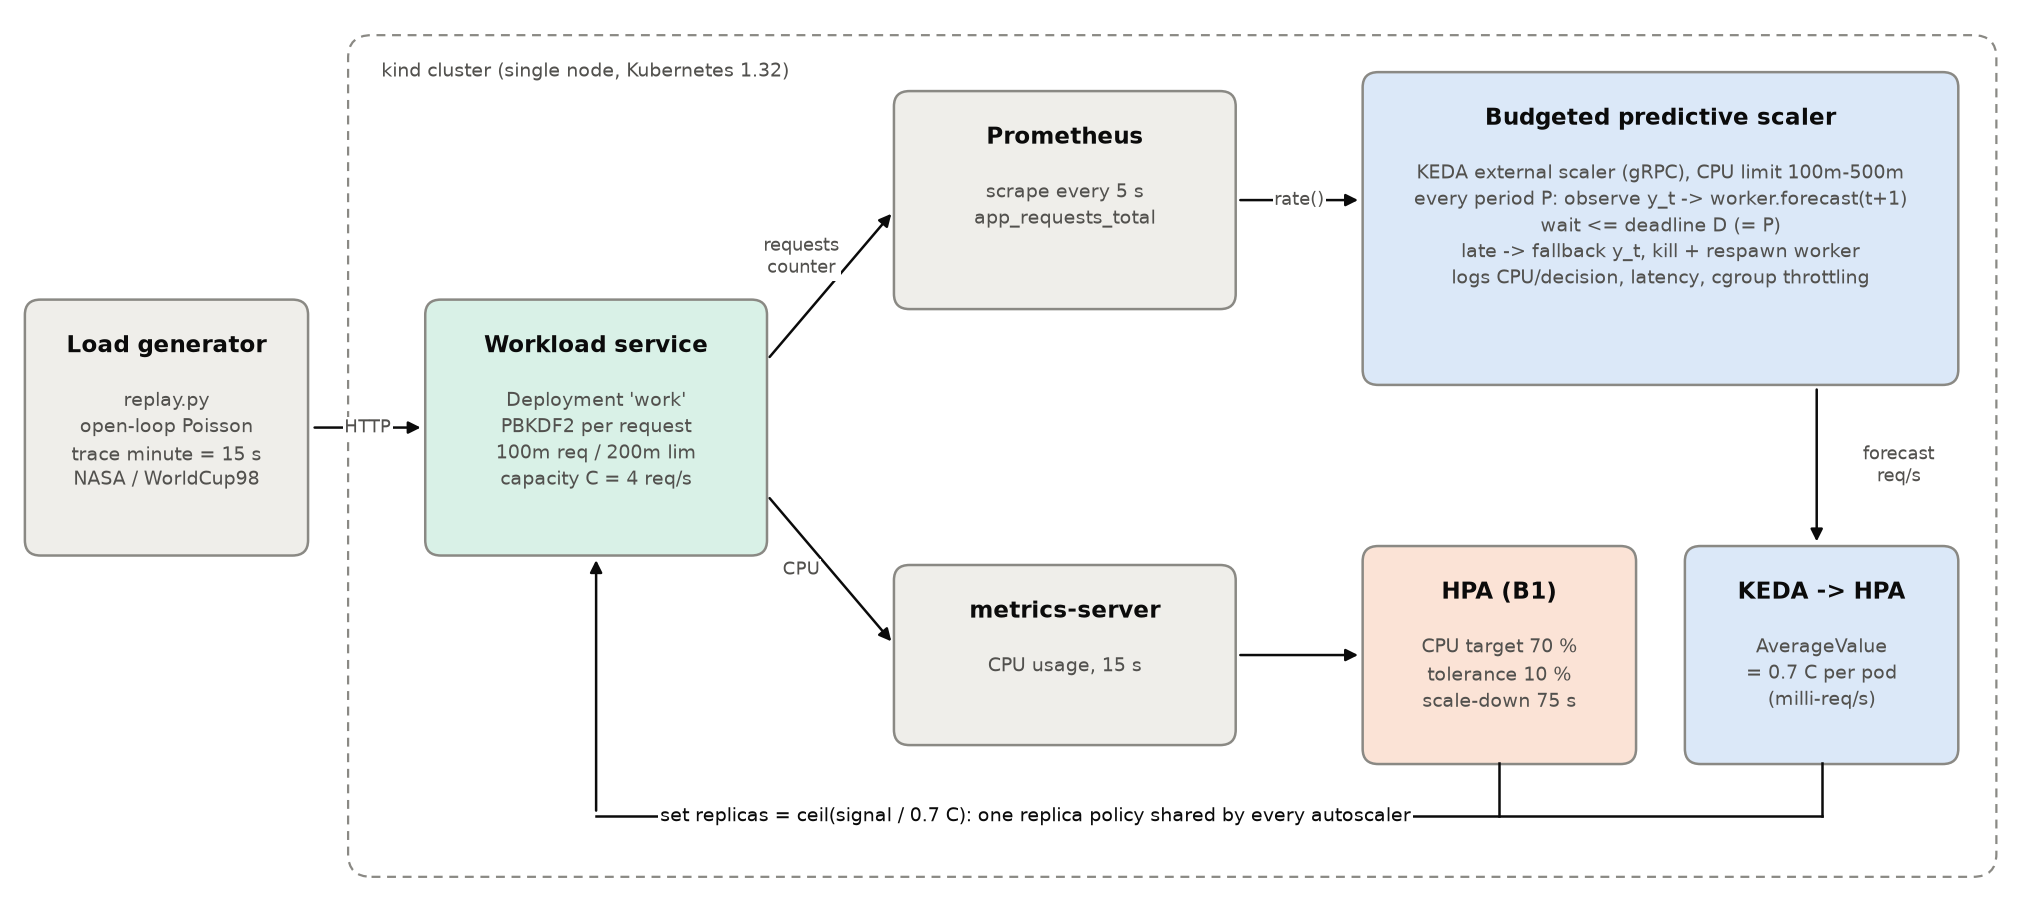 kind cluster (single node, Kubernetes 1.32)
Load generator
replay.py
open-loop Poisson
trace minute = 15 s
NASA / WorldCup98
HTTP
Workload service
Deployment 'work'
PBKDF2 per request
100m req / 200m lim
capacity C = 4 req/s
requests
counter
Prometheus
scrape every 5 s
app_requests_total
rate()
Budgeted predictive scaler
KEDA external scaler (gRPC), CPU limit 100m-500m
every period P: observe y_t -> worker.forecast(t+1)
wait <= deadline D (= P)
late -> fallback y_t, kill + respawn worker
logs CPU/decision, latency, cgroup throttling
forecast
req/s
CPU
metrics-server
CPU usage, 15 s
HPA (B1)
CPU target 70 %
tolerance 10 %
scale-down 75 s
KEDA -> HPA
AverageValue
= 0.7 C per pod
(milli-req/s)
set replicas = ceil(signal / 0.7 C): one replica policy shared by every autoscaler